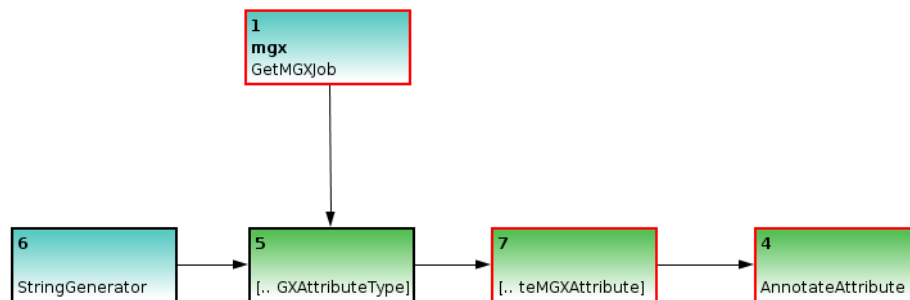 1
mgx
GetMGXJob
6
StringGenerator
5
[.. GXAttributeType]
7
[.. teMGXAttribute]
4
AnnotateAttribute